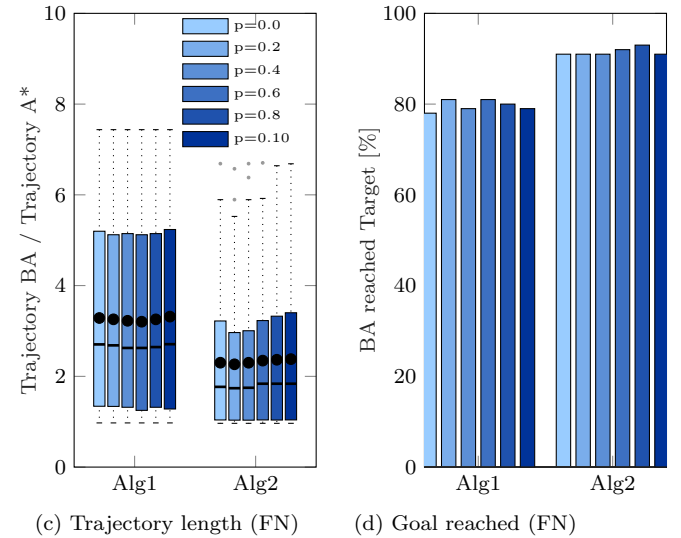 Trajectory BA / Trajectory A*
10
8
6
4
2
0
p=0.0
p=0.2
p=0.4
p=0.6
p=0.8
p=0.10
Alg1
Alg2
(c) Trajectory length (FN)
BA reached Target [%]
100
80
60
40
20
0
Alg1
Alg2
(d) Goal reached (FN)